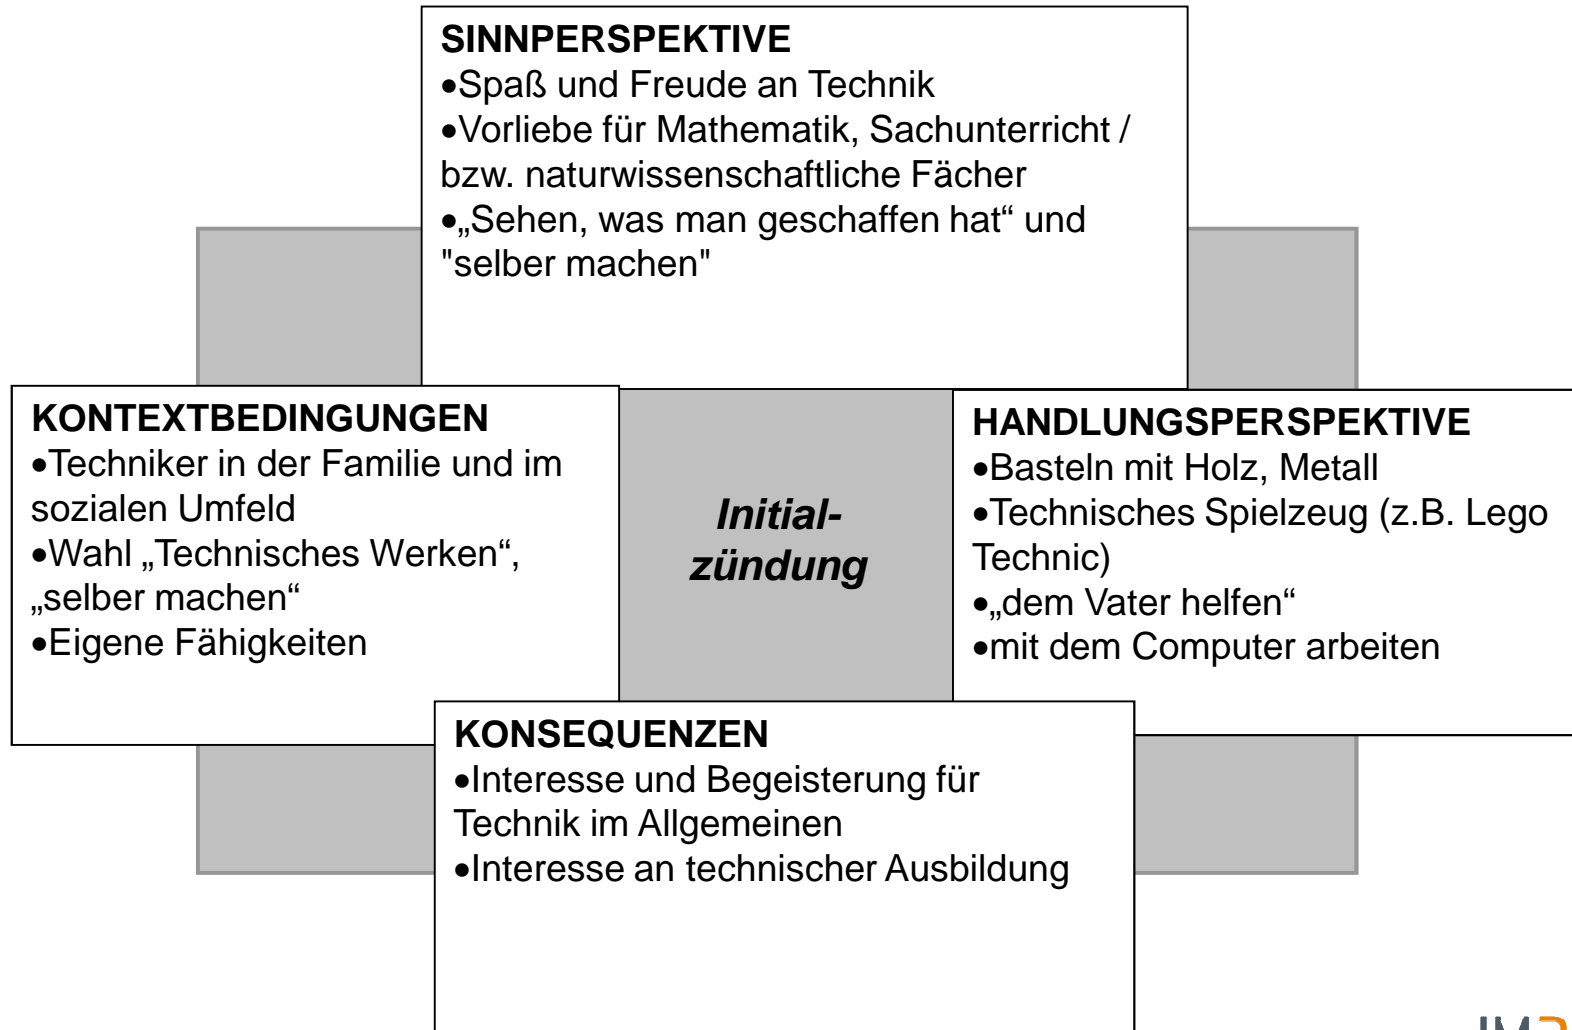 SINNPERSPEKTIVE
•Spaß und Freude an Technik
•Vorliebe für Mathematik, Sachunterricht /
bzw. naturwissenschaftliche Fächer
•„Sehen, was man geschaffen hat“ und
"selber machen"
KONTEXTBEDINGUNGEN
•Techniker in der Familie und im
sozialen Umfeld
•Wahl „Technisches Werken“,
„selber machen“
•Eigene Fähigkeiten
Initial-
zündung
HANDLUNGSPERSPEKTIVE
•Basteln mit Holz, Metall
•Technisches Spielzeug (z.B. Lego
Technic)
•„dem Vater helfen“
•mit dem Computer arbeiten
KONSEQUENZEN
•Interesse und Begeisterung für
Technik im Allgemeinen
•Interesse an technischer Ausbildung